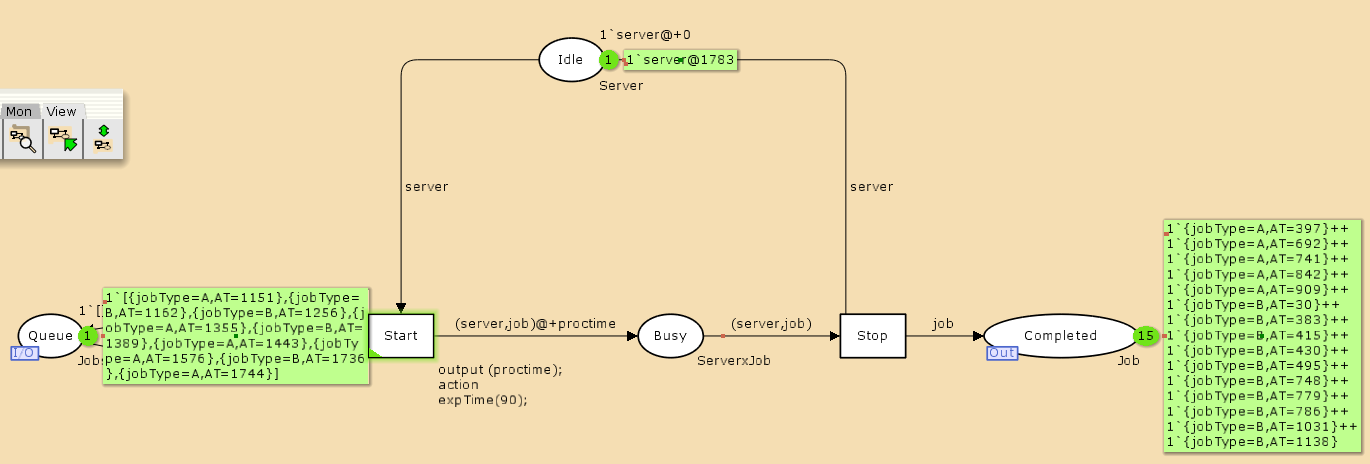 1`server@+0
Idle
1
1`server@1783
Server
Mon View
server
server
1`[
1`[{jobType=A,AT=1151},{jobType=
B,AT=1162},{jobType=B,AT=1256},{j
obType=A,AT=1355},{jobType=B,AT=
1389},{jobType=A,AT=1443},{jobTy
pe=A,AT=1576},{jobType=B,AT=1736
},{jobType=A,AT=1744}]
Queue
1
I/O
Jobs
Start
(server,job)@+proctime
output (proctime);
action
expTime(90);
Busy
ServerxJob
(server,job)
Stop
job
Completed
15
Out
Job
1`{jobType=A,AT=397}++
1`{jobType=A,AT=692}++
1`{jobType=A,AT=741}++
1`{jobType=A,AT=842}++
1`{jobType=A,AT=909}++
1`{jobType=B,AT=30}++
1`{jobType=B,AT=383}++
1`{jobType=B,AT=415}++
1`{jobType=B,AT=430}++
1`{jobType=B,AT=495}++
1`{jobType=B,AT=748}++
1`{jobType=B,AT=779}++
1`{jobType=B,AT=786}++
1`{jobType=B,AT=1031}++
1`{jobType=B,AT=1138}